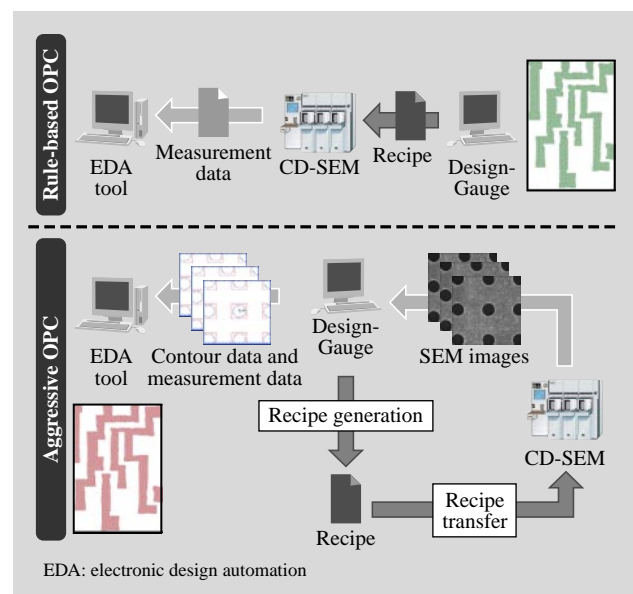 Rule-based OPC
EDA
tool
Measurement
data
CD-SEM
Recipe
Design-
Gauge
Aggressive OPC
EDA
tool
Contour data and
measurement data
Design-
Gauge
SEM images
Recipe generation
CD-SEM
Recipe
Recipe
transfer
EDA: electronic design automation